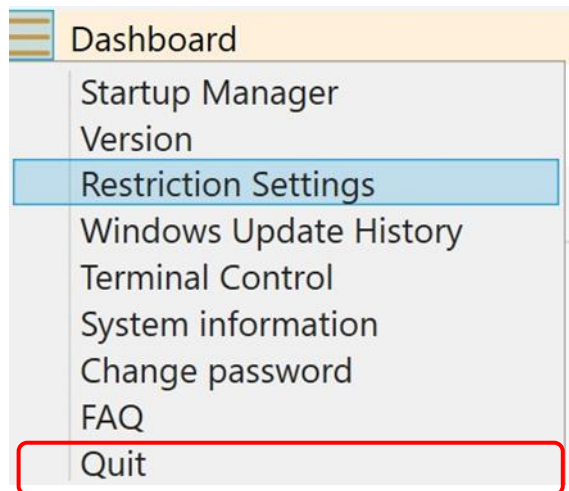 Dashboard
Startup Manager
Version
Restriction Settings
Windows Update History
Terminal Control
System information
Change password
FAQ
Quit